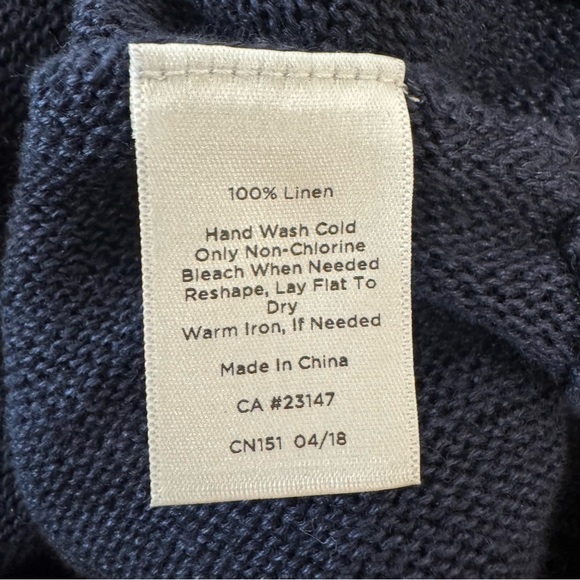 100% Linen
Hand Wash Cold
Only Non-Chlorine
Bleach When Needed
Reshape, Lay Flat To
Dry
Warm Iron, If Needed
Made In China
CA #23147
CN151 04/18